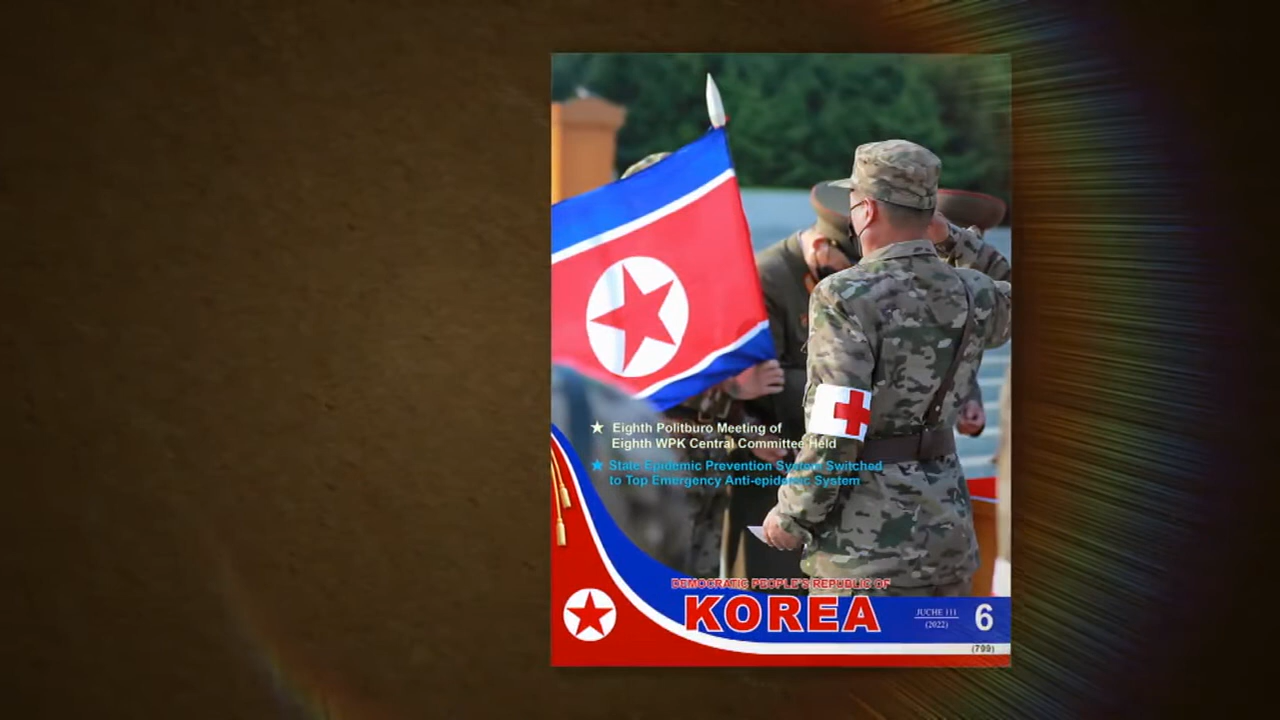 ★ Eighth Politburo Meeting of
Eighth WPK Central Committee Held
★ State Epidemic Prevention System Switched
to Top Emergency Anti-epidemic System
DEMOCRATIC PEOPLE'S REPUBLIC OF
KOREA
JUCHE 111
(2022)
6
(799)